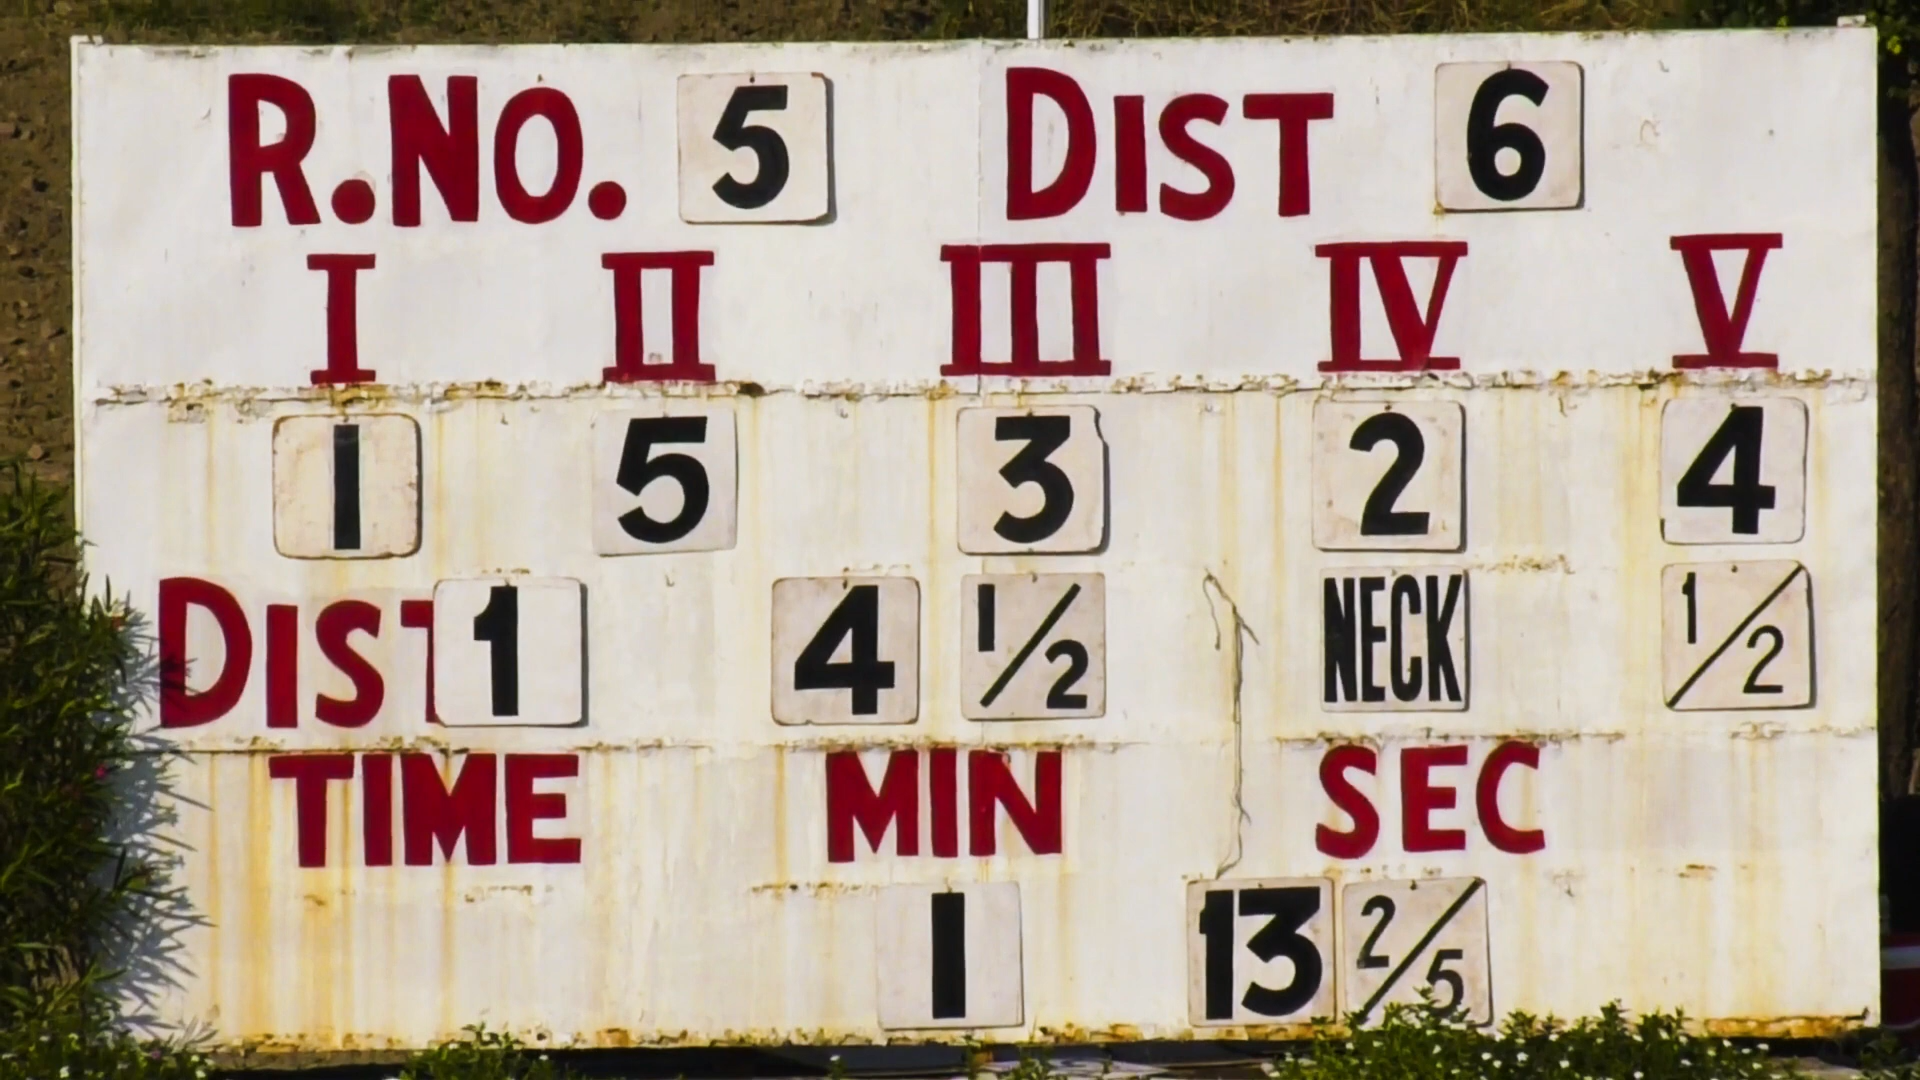 R.NO. 5 DIST 6
I II III IV V
1 5 3 2 4
DIST 1 4 1/2 NECK 1/2
TIME MIN SEC
1 13 2/5